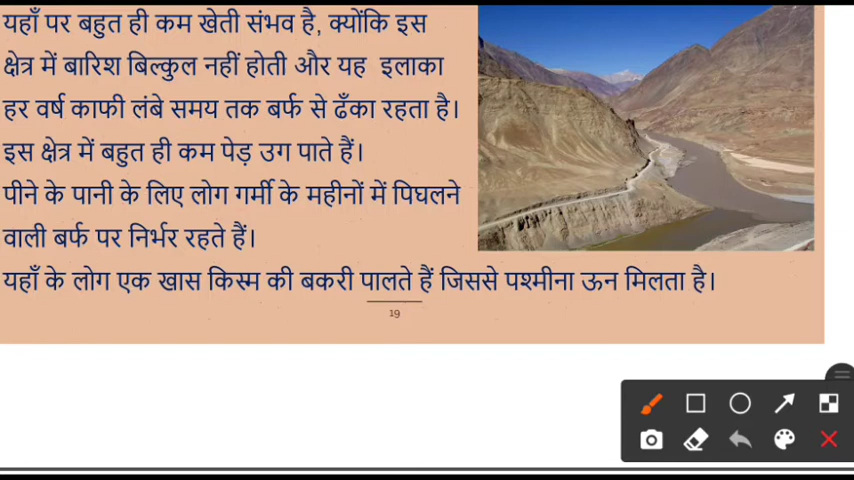 यहाँ पर बहुत ही कम खेती संभव है, क्योंकि इस
क्षेत्र में बारिश बिल्कुल नहीं होती और यह इलाका
हर वर्ष काफी लंबे समय तक बर्फ से ढँका रहता है।
इस क्षेत्र में बहुत ही कम पेड़ उग पाते हैं।
पीने के पानी के लिए लोग गर्मी के महीनों में पिघलने
वाली बर्फ पर निर्भर रहते हैं।
यहाँ के लोग एक खास किस्म की बकरी पालते हैं जिससे पश्मीना ऊन मिलता है।
19